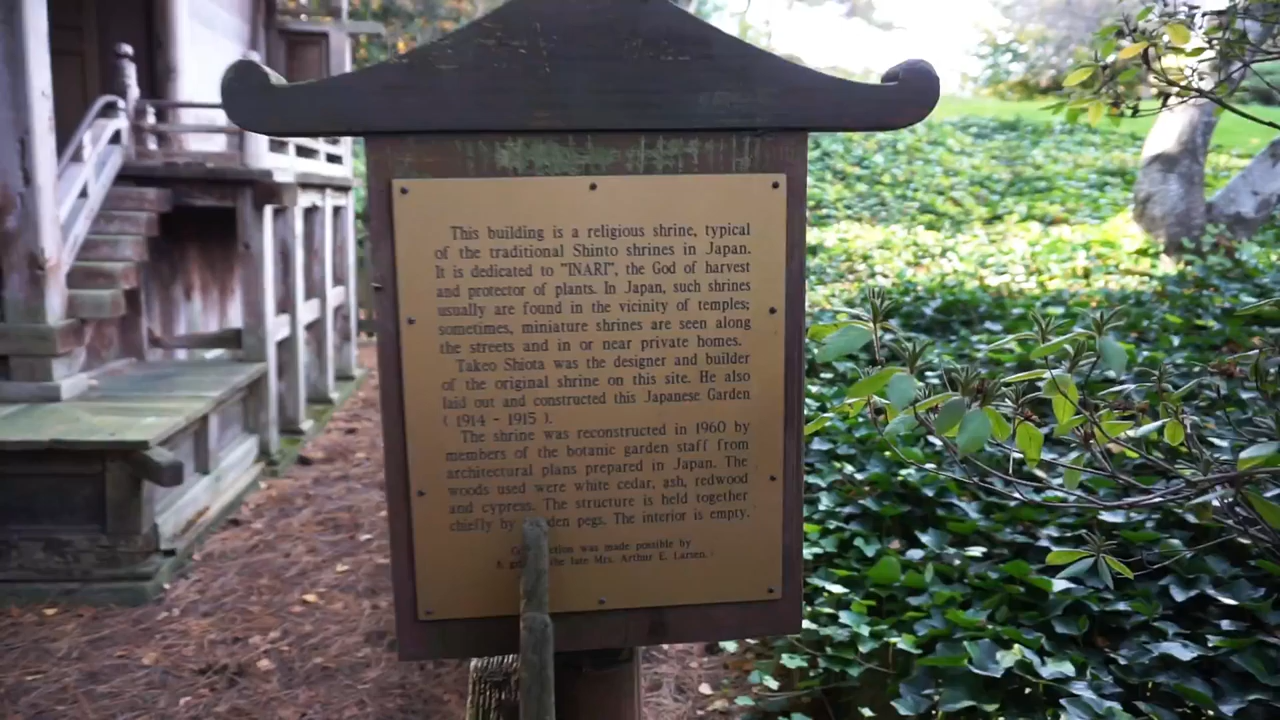 This building is a religious shrine, typical
of the traditional Shinto shrines in Japan.
It is dedicated to "INARI", the God of harvest
and protector of plants. In Japan, such shrines
usually are found in the vicinity of temples;
sometimes, miniature shrines are seen along
the streets and in or near private homes.
Takeo Shiota was the designer and builder
of the original shrine on this site. He also
laid out and constructed this Japanese Garden
( 1914 - 1915 ).
The shrine was reconstructed in 1960 by
members of the botanic garden staff from
architectural plans prepared in Japan. The
woods used were white cedar, ash, redwood
and cypress. The structure is held together
chiefly by pegs. The interior is empty.
was made possible by
the late Mrs. Arthur E. Larsen.